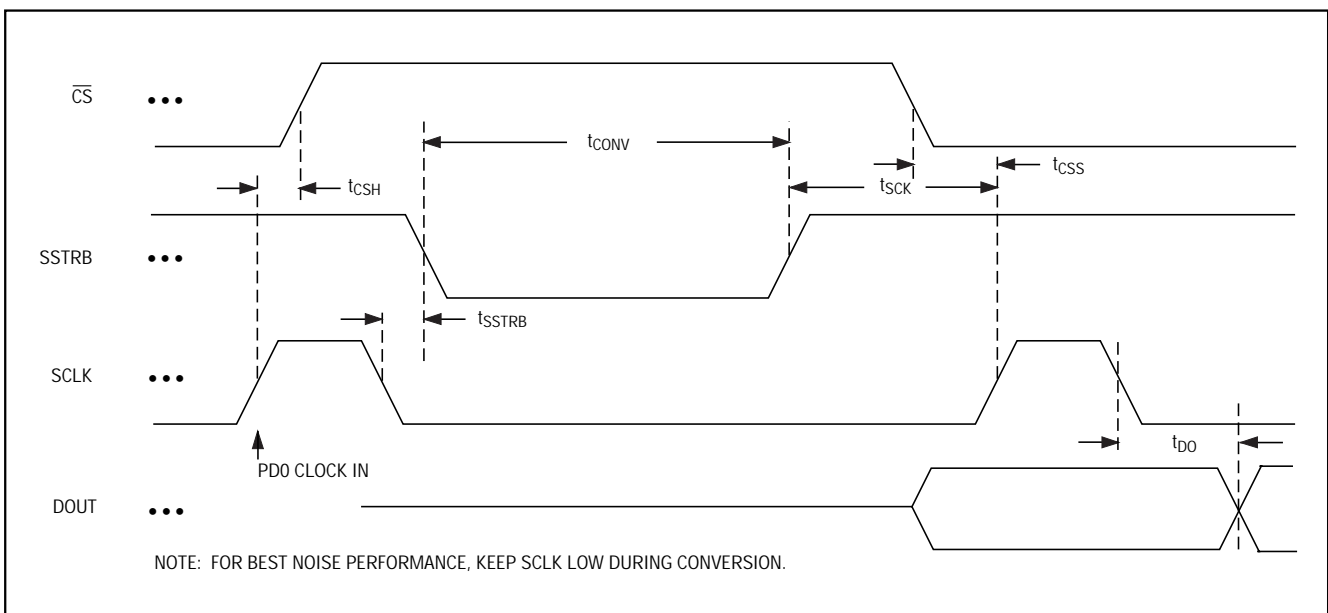 C̅S̅
•••
tCONV
tCSS
tCSH
tSCK
SSTRB
•••
tSSTRB
SCLK
•••
tDO
PD0 CLOCK IN
DOUT
•••
NOTE: FOR BEST NOISE PERFORMANCE, KEEP SCLK LOW DURING CONVERSION.